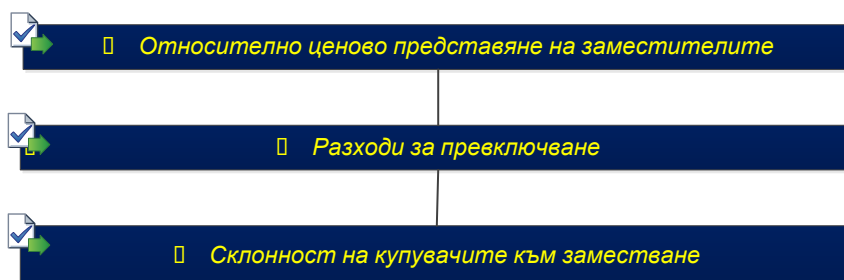 ▯ Относително ценово представяне на заместителите
▯ Разходи за превключване
▯ Склонност на купувачите към заместване